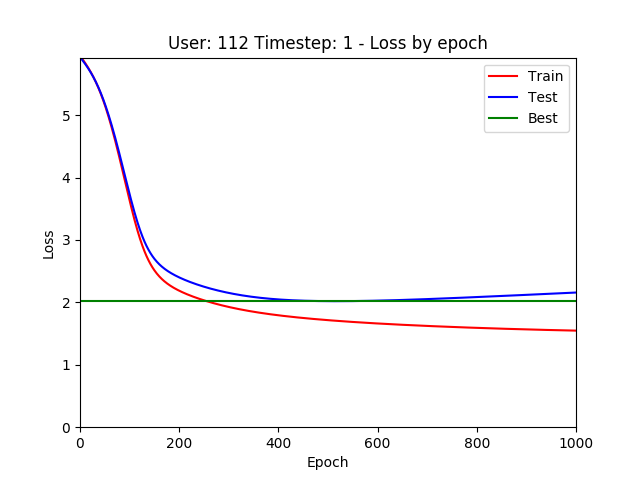 User: 112 Timestep: 1 - Loss by epoch
Train
Test
Best
5
4
3
2
1
0
Loss
0 200 400 600 800 1000
Epoch